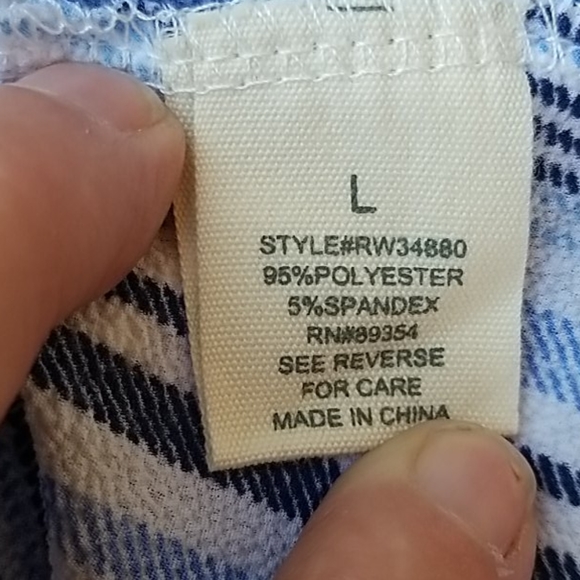 L
STYLE#RW34880
95%POLYESTER
5%SPANDEX
RN#89354
SEE REVERSE
FOR CARE
MADE IN CHINA